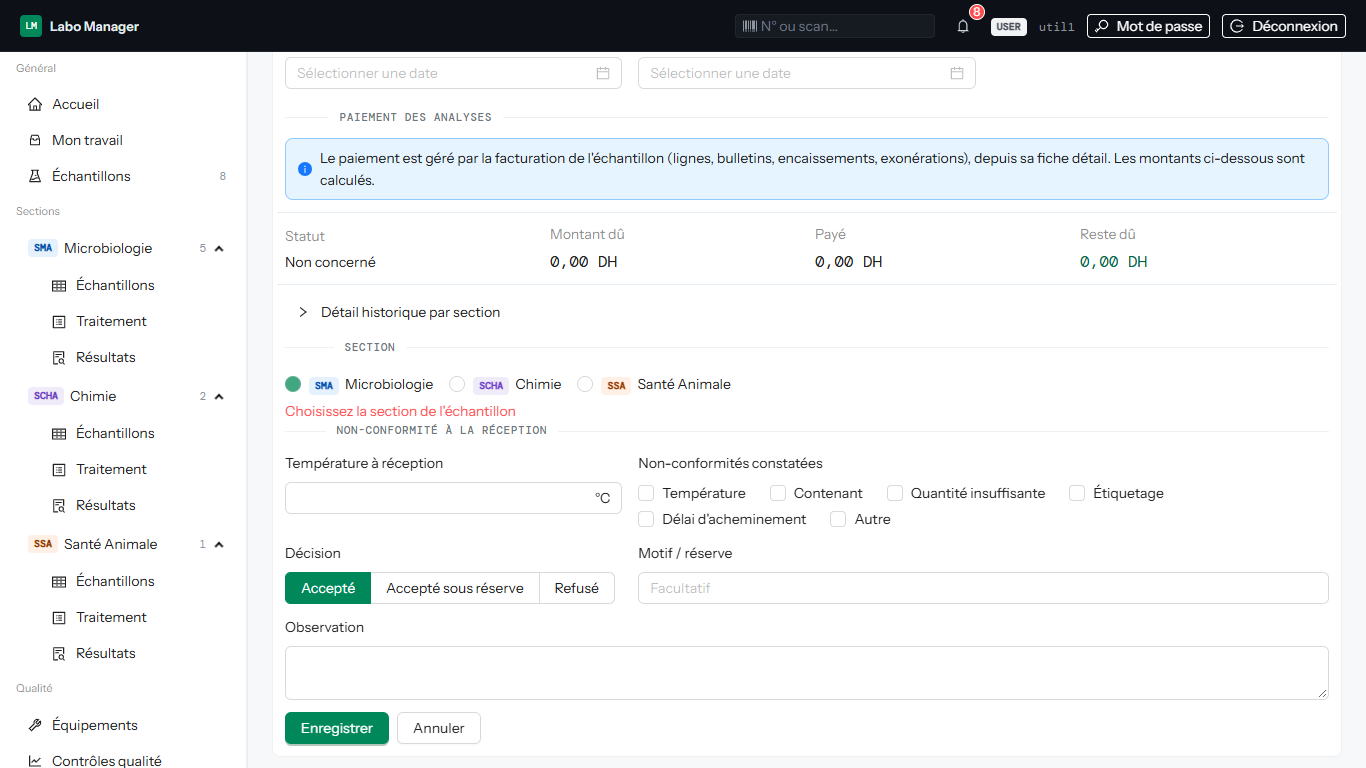 LM Labo Manager
N° ou scan...
8
USER
util1
Mot de passe
Déconnexion
Général
Accueil
Mon travail
Échantillons 8
Sections
SMA Microbiologie 5
Échantillons
Traitement
Résultats
SCHA Chimie 2
Échantillons
Traitement
Résultats
SSA Santé Animale 1
Échantillons
Traitement
Résultats
Qualité
Équipements
Contrôles qualité
Sélectionner une date Sélectionner une date
PAIEMENT DES ANALYSES
Le paiement est géré par la facturation de l'échantillon (lignes, bulletins, encaissements, exonérations), depuis sa fiche détail. Les montants ci-dessous sont
calculés.
Statut Montant dû Payé Reste dû
Non concerné 0,00 DH 0,00 DH 0,00 DH
Détail historique par section
SECTION
SMA Microbiologie SCHA Chimie SSA Santé Animale
Choisissez la section de l'échantillon
NON-CONFORMITÉ À LA RÉCEPTION
Température à réception Non-conformités constatées
°C
Température Contenant Quantité insuffisante Étiquetage
Délai d'acheminement Autre
Décision Motif / réserve
Accepté Accepté sous réserve Refusé Facultatif
Observation
Enregistrer Annuler